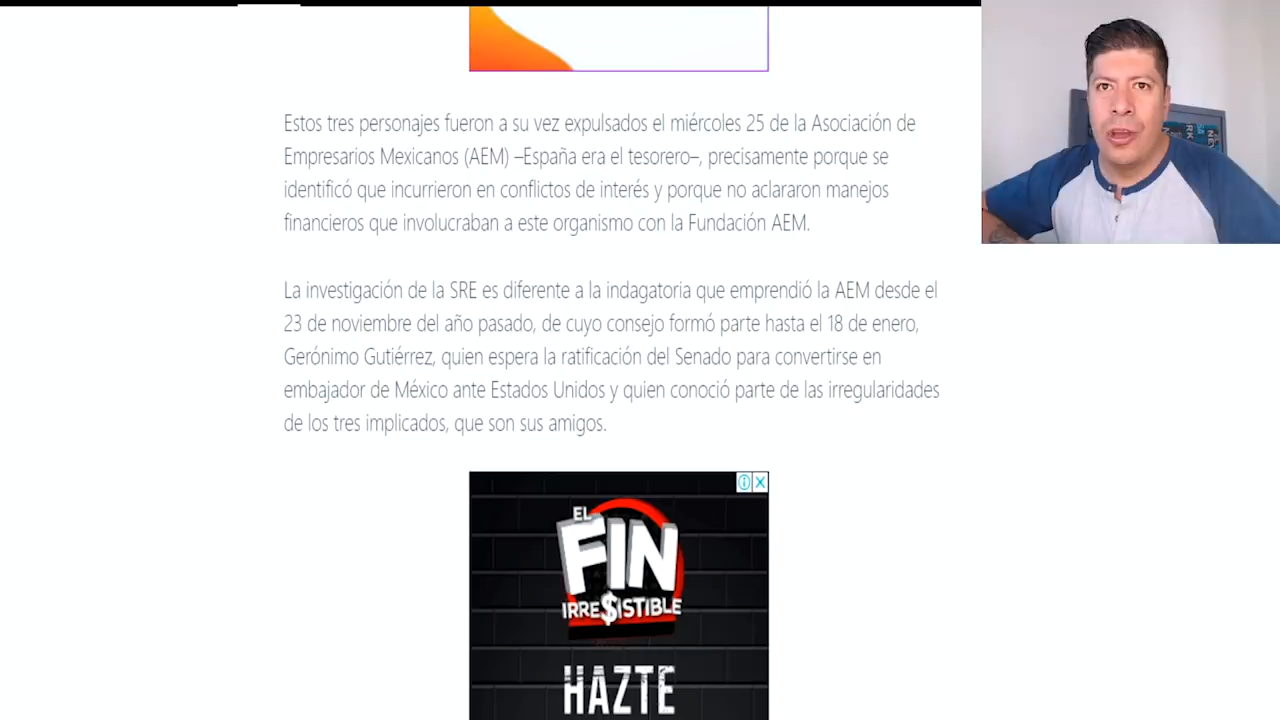 Estos tres personajes fueron a su vez expulsados el miércoles 25 de la Asociación de
Empresarios Mexicanos (AEM) –España era el tesorero–, precisamente porque se
identificó que incurrieron en conflictos de interés y porque no aclararon manejos
financieros que involucraban a este organismo con la Fundación AEM.
La investigación de la SRE es diferente a la indagatoria que emprendió la AEM desde el
23 de noviembre del año pasado, de cuyo consejo formó parte hasta el 18 de enero,
Gerónimo Gutiérrez, quien espera la ratificación del Senado para convertirse en
embajador de México ante Estados Unidos y quien conoció parte de las irregularidades
de los tres implicados, que son sus amigos.
EL
FIN
IRRE$ISTIBLE
HAZTE